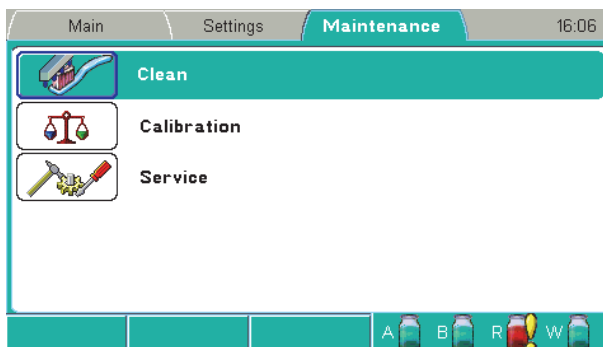 Main Settings Maintenance 16:06
Clean
Calibration
Service
A B R ! W